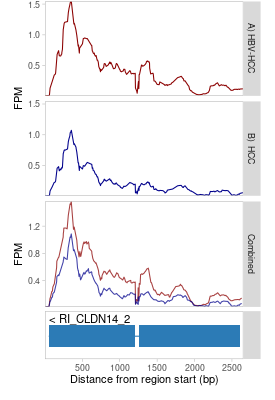 1.5
1.0
0.5
FPM
A) HBV-HCC
1.5
1.0
0.5
B) HCC
1.2
0.8
0.4
FPM
Combined
< RI_CLDN14_2
500 1000 1500 2000 2500
Distance from region start (bp)